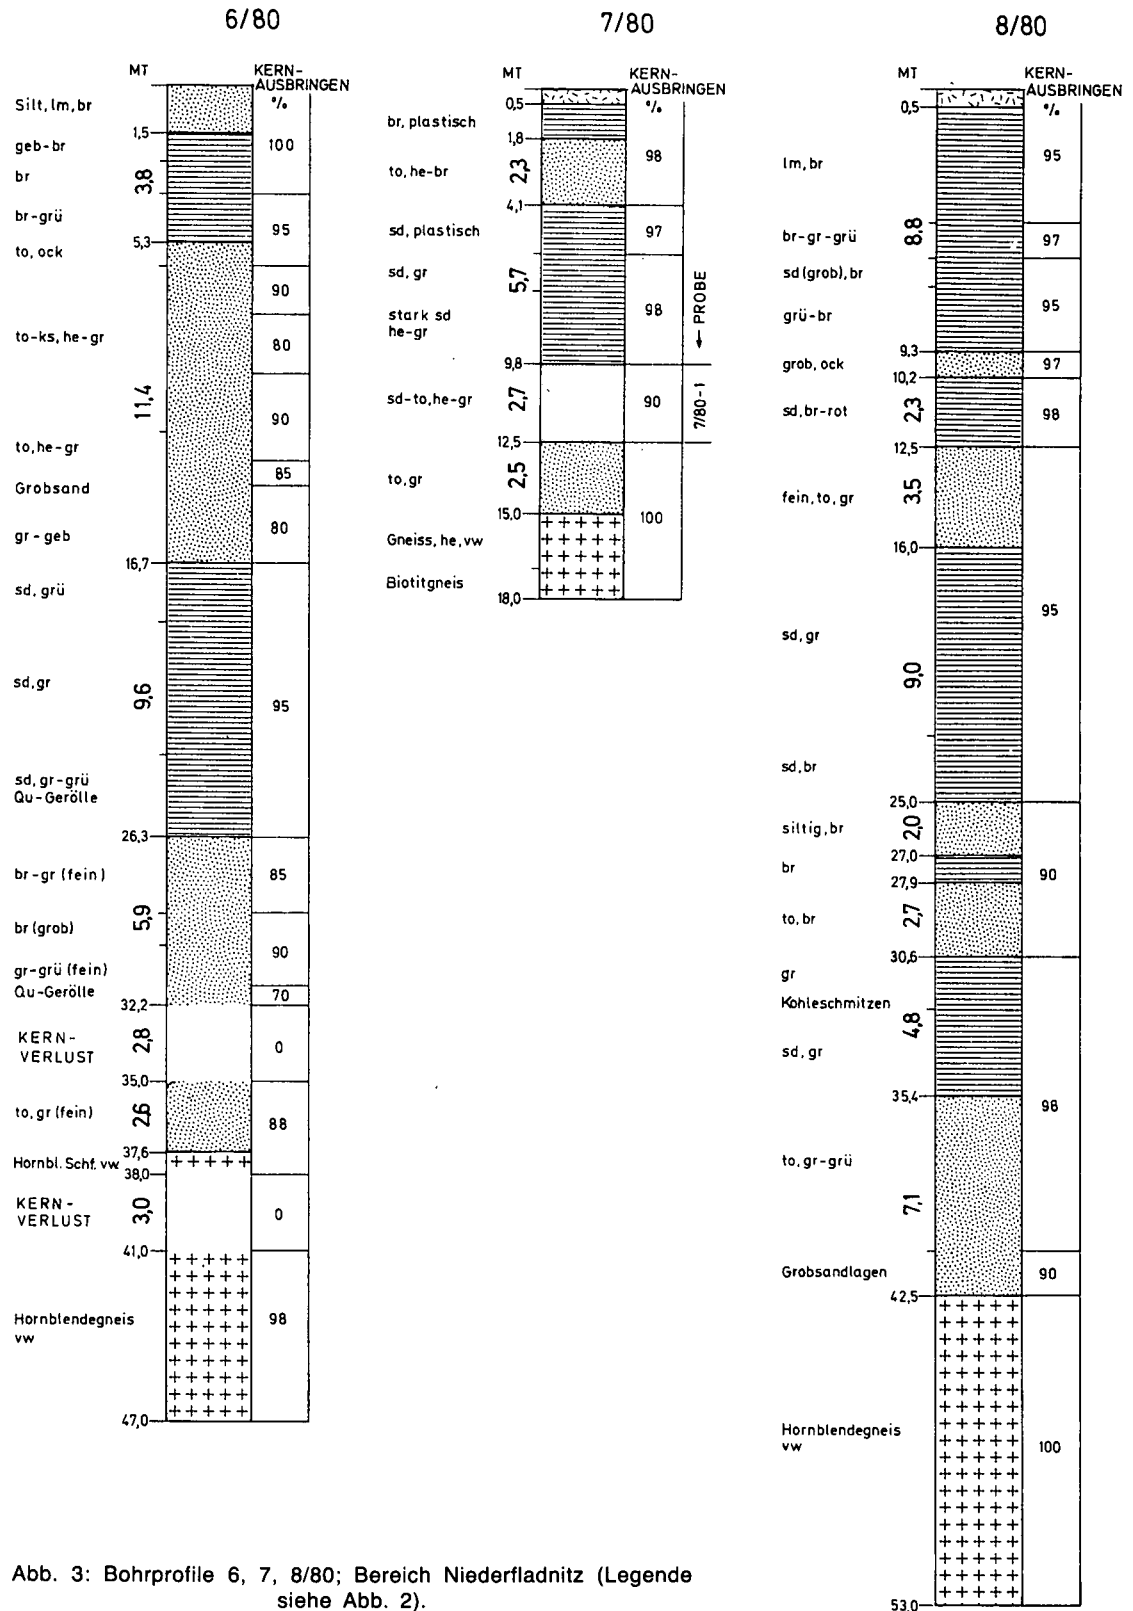 6/80
MT
KERN-
AUSBRINGEN
%
Silt, lm, br
1,5
geb-br
100
br
3,8
br-grü
95
5,3
to, ock
90
to-ks, he-gr
80
11,4
90
to, he-gr
85
Grobsand
80
gr-geb
16,7
sd, grü
sd, gr
9,6
95
sd, gr-grü
Qu-Gerölle
26,3
br-gr (fein)
85
5,9
br (grob)
90
gr-grü (fein)
Qu-Gerölle
70
32,2
KERN-
VERLUST
2,8
0
35,0
to, gr (fein)
2,6
88
37,6
Hornbl. Schf. vw
38,0
KERN-
VERLUST
3,0
0
41,0
Hornblendegneis
vw
98
47,0
7/80
MT
KERN-
AUSBRINGEN
%
0,5
br, plastisch
1,8
98
to, he-br
2,3
4,1
sd, plastisch
97
sd, gr
5,7
stark sd
he-gr
98
← PROBE
9,8
sd-to, he-gr
2,7
90
7/80-1
12,5
to, gr
2,5
15,0
100
Gneiss, he, vw
Biotitgneis
18,0
8/80
MT
KERN-
AUSBRINGEN
%
0,5
lm, br
95
8,8
br-gr-grü
97
sd (grob), br
95
grü-br
9,3
grob, ock
97
10,2
sd, br-rot
2,3
98
12,5
fein, to, gr
3,5
16,0
95
sd, gr
9,0
sd, br
25,0
siltig, br
2,0
27,0
br
90
27,9
to, br
2,7
30,6
gr
Kohleschmitzen
4,8
sd, gr
35,4
98
to, gr-grü
7,1
Grobsandlagen
90
42,5
Hornblendegneis
vw
100
53,0
Abb. 3: Bohrprofile 6, 7, 8/80; Bereich Niederfladnitz (Legende
siehe Abb. 2).